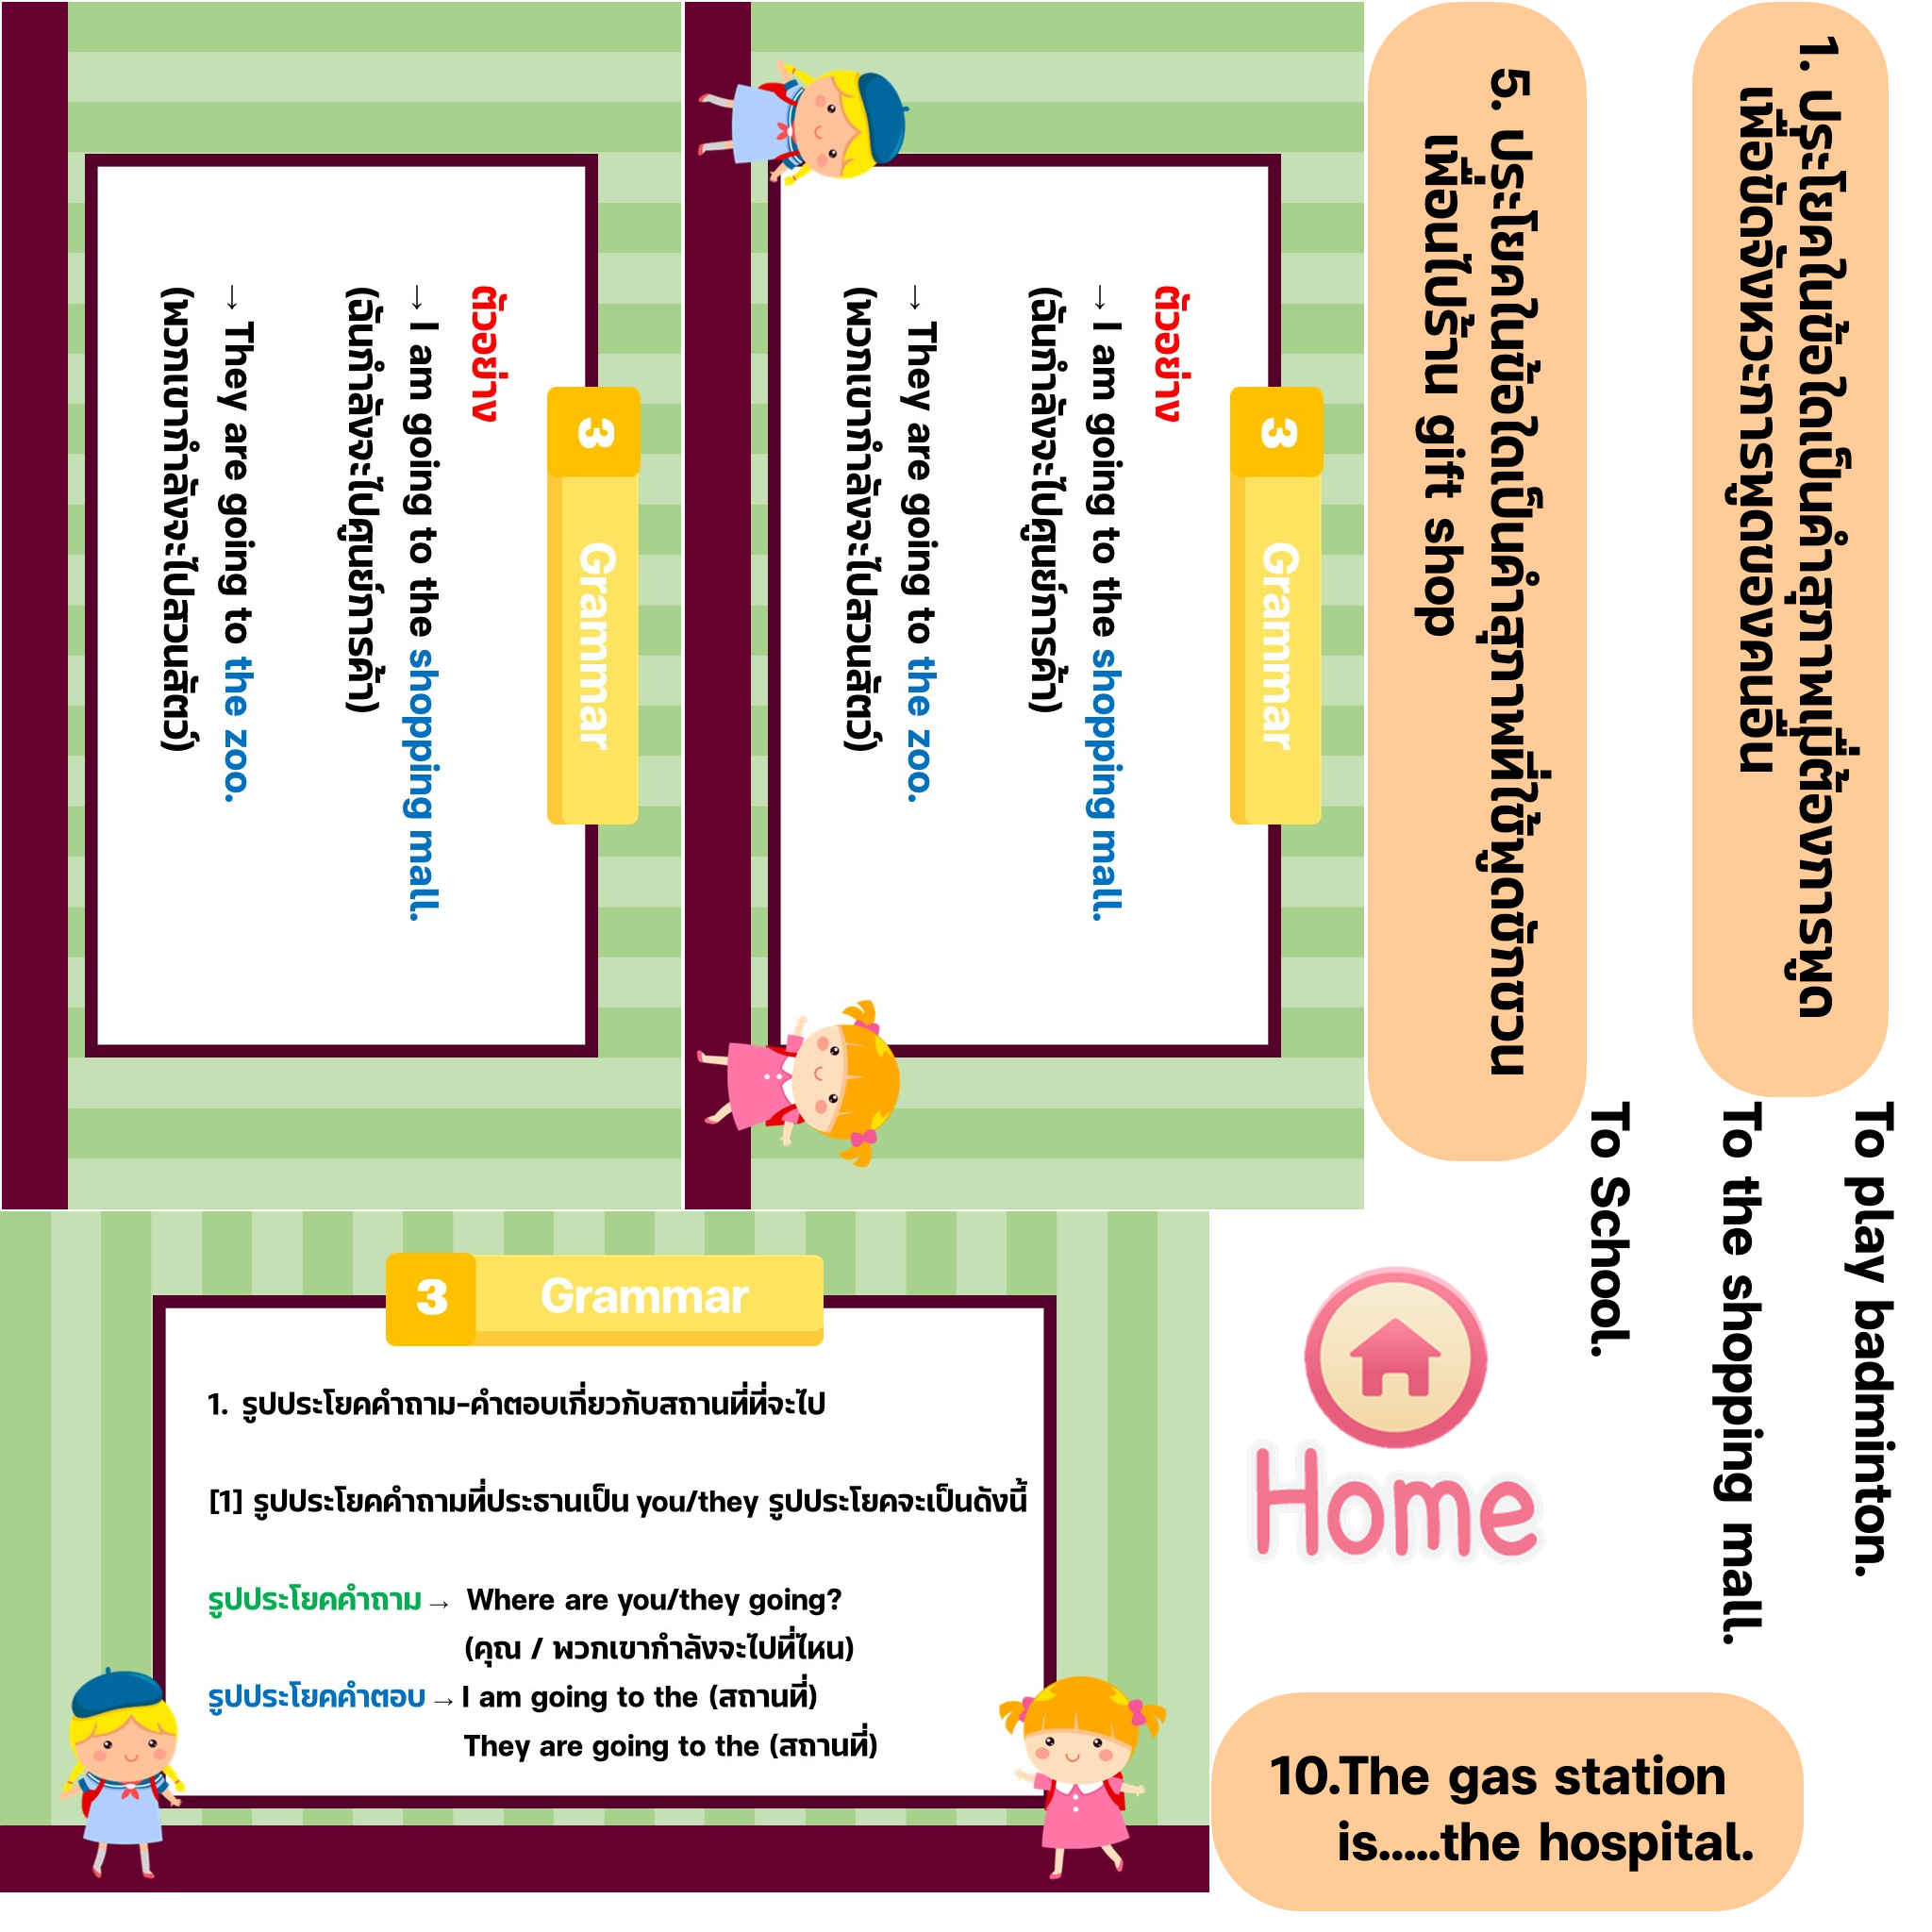 3
Grammar
ตัวอย่าง
→ I am going to the shopping mall.
(ฉันกำลังจะไปศูนย์การค้า)
→ They are going to the zoo.
(พวกเขากำลังจะไปสวนสัตว์)
3
Grammar
ตัวอย่าง
→ I am going to the shopping mall.
(ฉันกำลังจะไปศูนย์การค้า)
→ They are going to the zoo.
(พวกเขากำลังจะไปสวนสัตว์)
5. ประโยคในข้อใดเป็นคำสุภาพที่ใช้พูดชักชวน
เพื่อนไปร้าน gift shop
1. ประโยคในข้อใดเป็นคำสุภาพเมื่อต้องการพูด
เพื่อขัดจังหวะการพูดของคนอื่น
To play badminton.
To the shopping mall.
To School.
3
Grammar
1. รูปประโยคคำถาม-คำตอบเกี่ยวกับสถานที่ที่จะไป
[1] รูปประโยคคำถามที่ประธานเป็น you/they รูปประโยคจะเป็นดังนี้
รูปประโยคคำถาม → Where are you/they going?
(คุณ / พวกเขากำลังจะไปที่ไหน)
รูปประโยคคำตอบ → I am going to the (สถานที่)
They are going to the (สถานที่)
Home
10.The gas station
is.....the hospital.